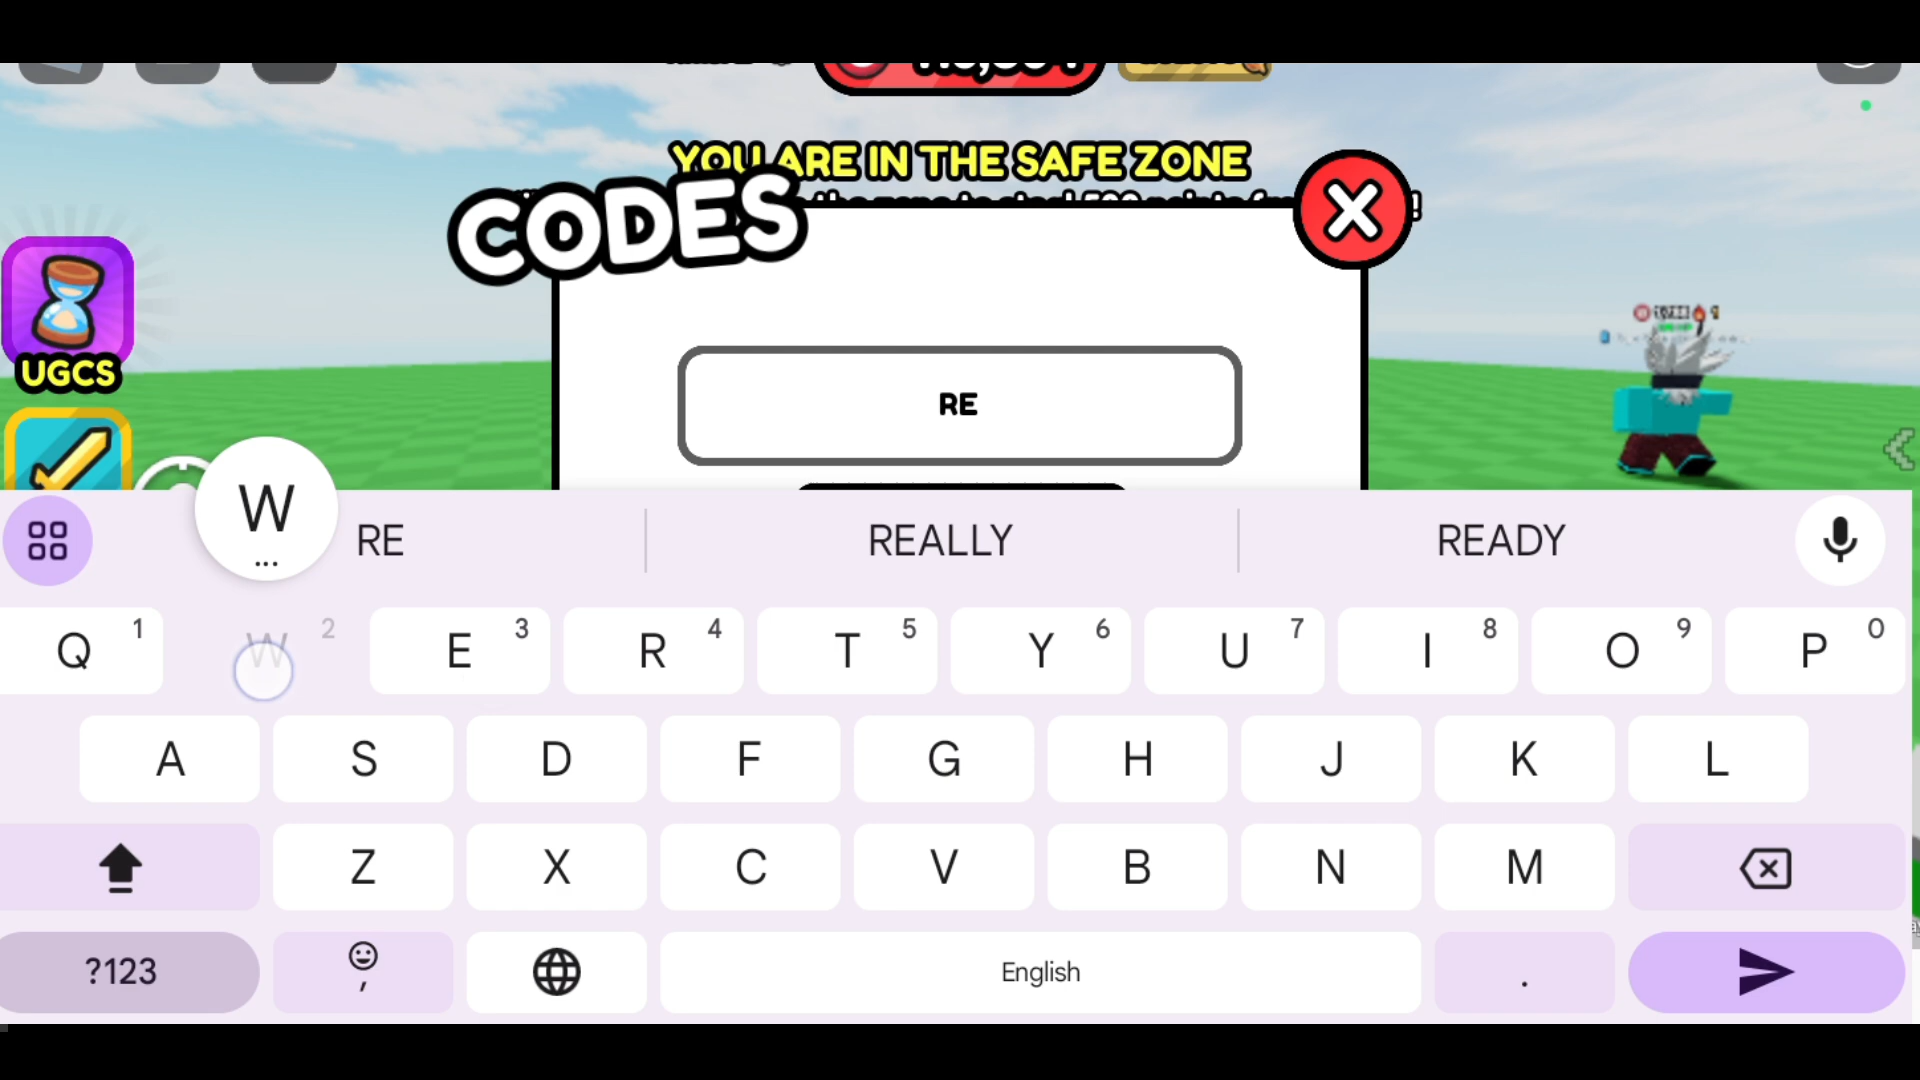 YOU ARE IN THE SAFE ZONE
CODES
UGCS
RE
W
...
RE
REALLY
READY
Q 1
W 2
E 3
R 4
T 5
Y 6
U 7
I 8
O 9
P 0
A
S
D
F
G
H
J
K
L
Z
X
C
V
B
N
M
?123
,
English
.